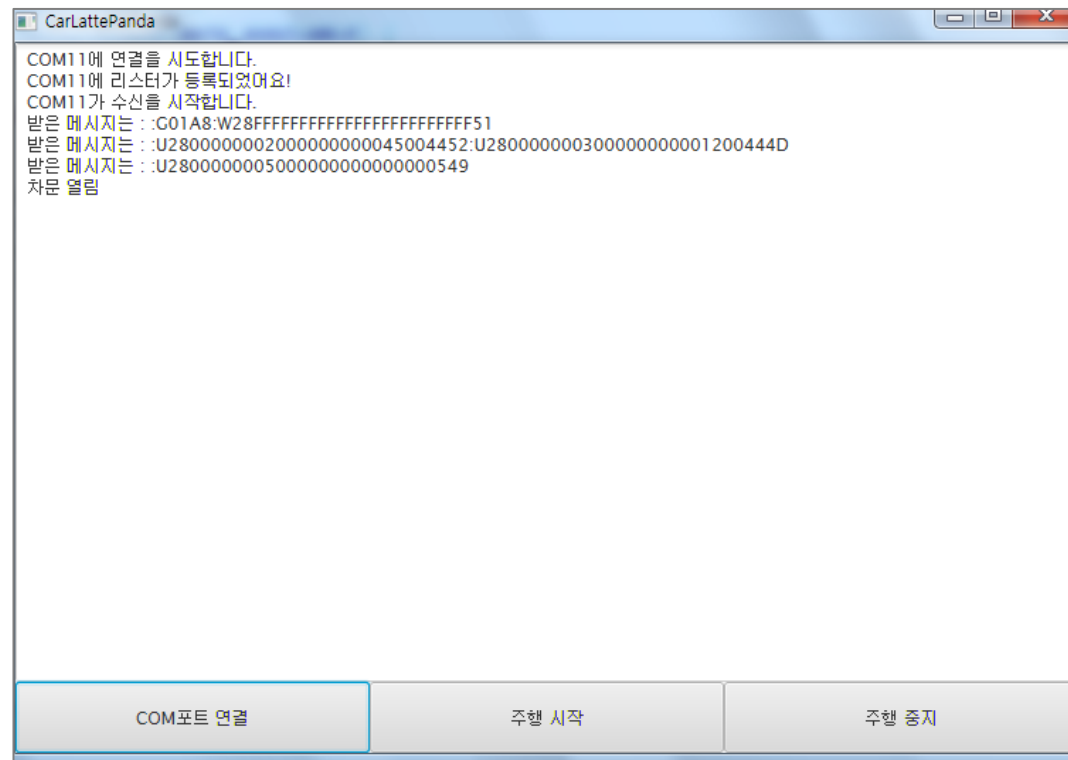 CarLattePanda
COM11에 연결을 시도합니다.
COM11에 리스터가 등록되었어요!
COM11가 수신을 시작합니다.
받은 메시지는 : :G01A8:W28FFFFFFFFFFFFFFFFFFFFFFFF51
받은 메시지는 : :U2800000002000000000045004452:U280000000300000000001200444D
받은 메시지는 : :U2800000005000000000000000549
차문 열림
COM포트 연결
주행 시작
주행 중지